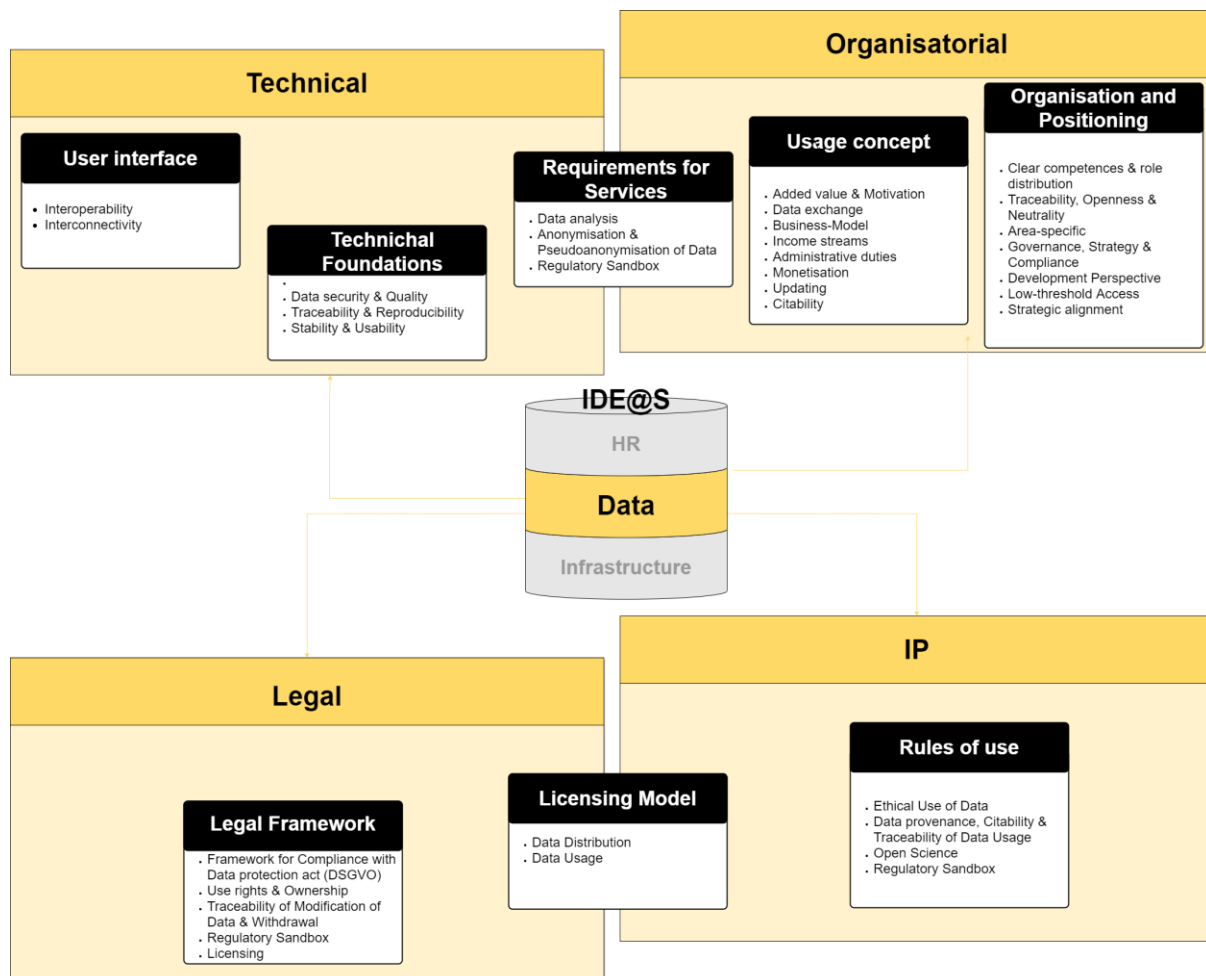 Technical
User interface
• Interoperability
• Interconnectivity
Technichal
Foundations
•
• Data security & Quality
• Traceability & Reproducibility
• Stability & Usability
Requirements for
Services
• Data analysis
• Anonymisation &
Pseudoanonymisation of Data
• Regulatory Sandbox
Organisatorial
Usage concept
• Added value & Motivation
• Data exchange
• Business-Model
• Income streams
• Administrative duties
• Monetisation
• Updating
• Citability
Organisation and
Positioning
• Clear competences & role
distribution
• Traceability, Openness &
Neutrality
• Area-specific
• Governance, Strategy &
Compliance
• Development Perspective
• Low-threshold Access
• Strategic alignment
IDE@S
HR
Data
Infrastructure
Legal
Legal Framework
• Framework for Compliance with
Data protection act (DSGVO)
• Use rights & Ownership
• Traceability of Modification of
Data & Withdrawal
• Regulatory Sandbox
• Licensing
Licensing Model
• Data Distribution
• Data Usage
IP
Rules of use
• Ethical Use of Data
• Data provenance, Citability &
Traceability of Data Usage
• Open Science
• Regulatory Sandbox